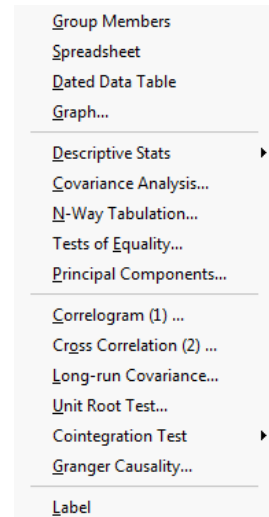 Group Members
Spreadsheet
Dated Data Table
Graph...
Descriptive Stats
Covariance Analysis...
N-Way Tabulation...
Tests of Equality...
Principal Components...
Correlogram (1) ...
Cross Correlation (2) ...
Long-run Covariance...
Unit Root Test...
Cointegration Test
Granger Causality...
Label